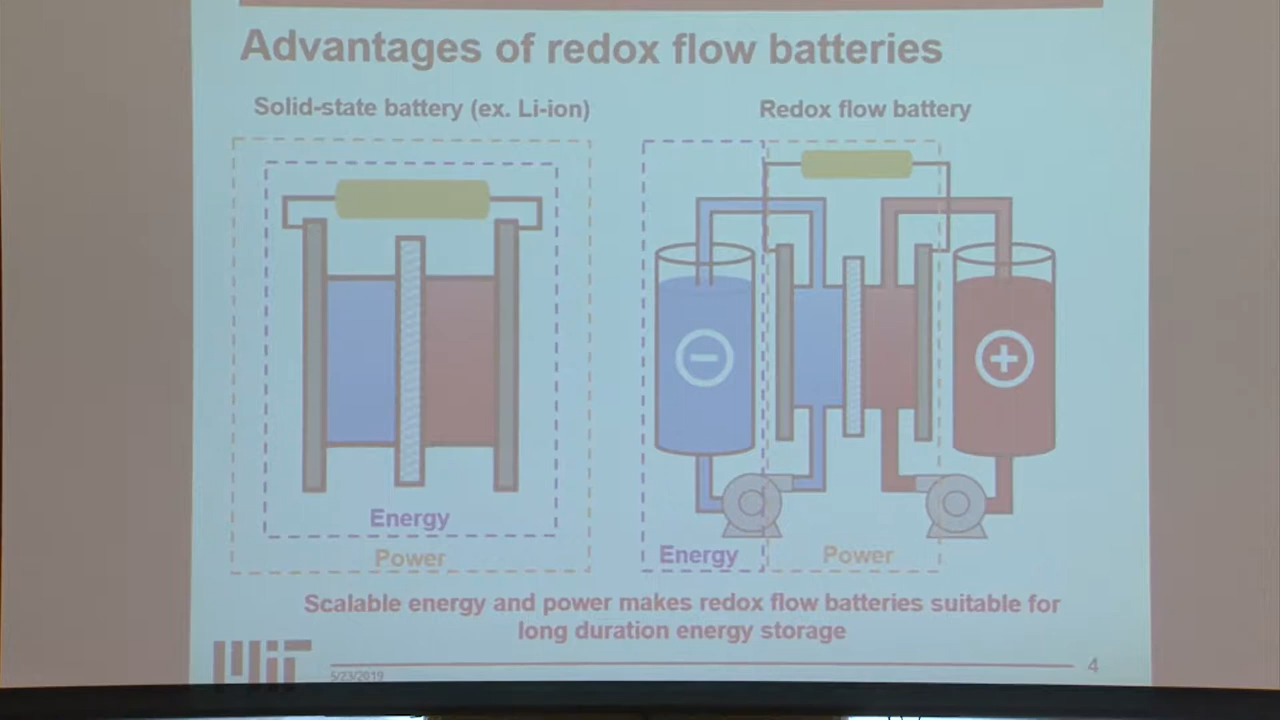 Advantages of redox flow batteries
Solid-state battery (ex. Li-ion)
Redox flow battery
Energy
Power
Energy
Power
Scalable energy and power makes redox flow batteries suitable for
long duration energy storage
MIT
5/23/2019
4